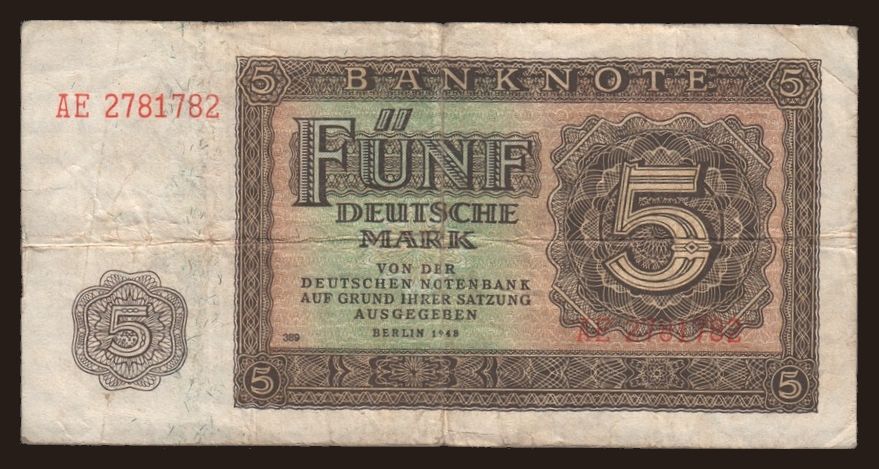 5 BANKNOTE 5
AE 2781782
FÜNF
DEUTSCHE
MARK
5
VON DER
DEUTSCHEN NOTENBANK
AUF GRUND IHRER SATZUNG
AUSGEGEBEN
BERLIN 1948
389
AE 2781782
5
5 5